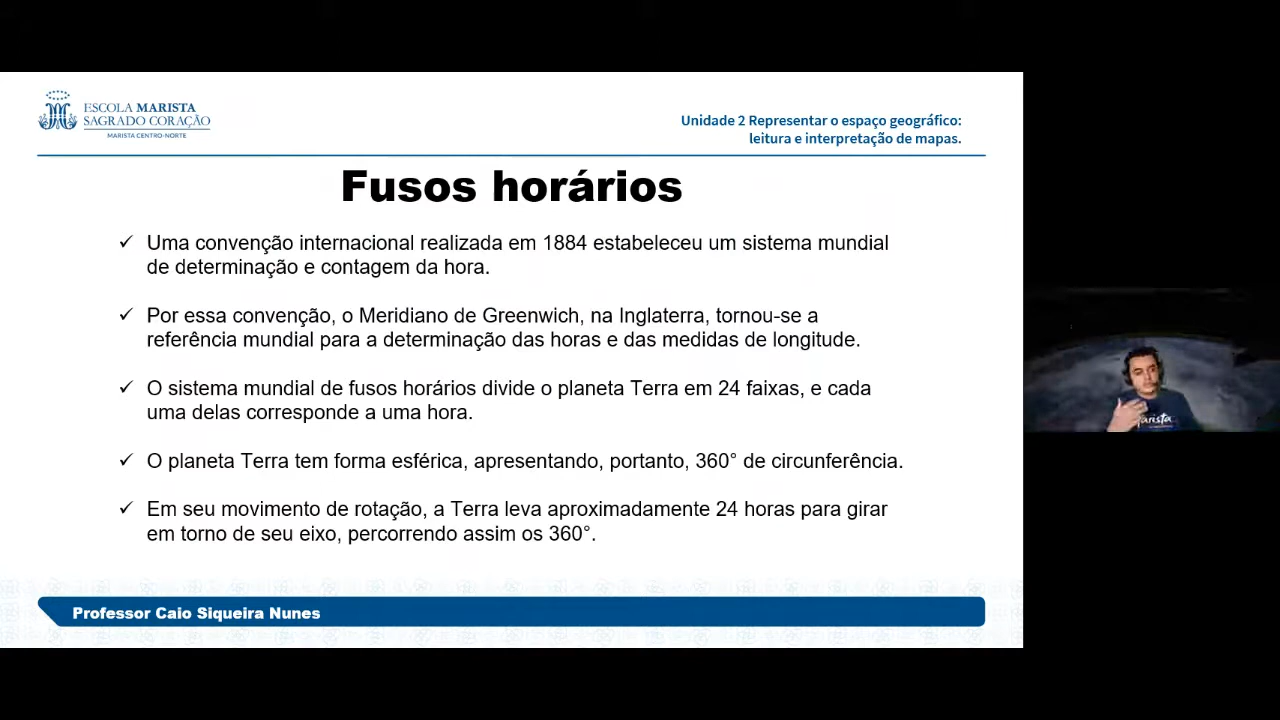 ESCOLA MARISTA
SAGRADO CORAÇÃO
MARISTA CENTRO-NORTE
Unidade 2 Representar o espaço geográfico:
leitura e interpretação de mapas.
Fusos horários
✓ Uma convenção internacional realizada em 1884 estabeleceu um sistema mundial
de determinação e contagem da hora.
✓ Por essa convenção, o Meridiano de Greenwich, na Inglaterra, tornou-se a
referência mundial para a determinação das horas e das medidas de longitude.
✓ O sistema mundial de fusos horários divide o planeta Terra em 24 faixas, e cada
uma delas corresponde a uma hora.
✓ O planeta Terra tem forma esférica, apresentando, portanto, 360° de circunferência.
✓ Em seu movimento de rotação, a Terra leva aproximadamente 24 horas para girar
em torno de seu eixo, percorrendo assim os 360°.
Professor Caio Siqueira Nunes